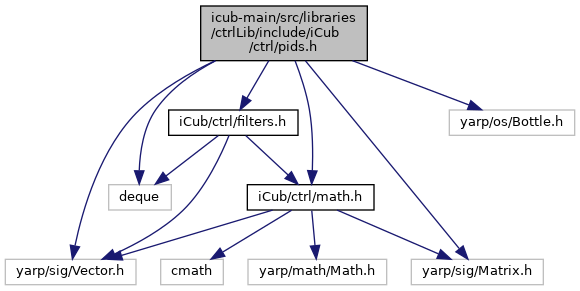 icub-main/src/libraries
/ctrlLib/include/iCub
/ctrl/pids.h
iCub/ctrl/filters.h
yarp/os/Bottle.h
deque
iCub/ctrl/math.h
yarp/sig/Vector.h
cmath
yarp/math/Math.h
yarp/sig/Matrix.h